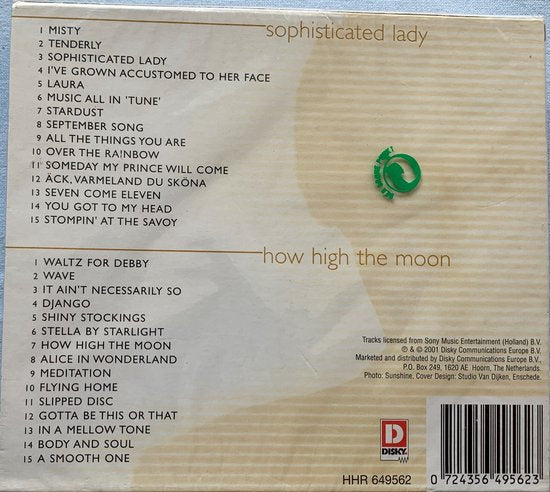 sophisticated lady
1 MISTY
2 TENDERLY
3 SOPHISTICATED LADY
4 I'VE GROWN ACCUSTOMED TO HER FACE
5 LAURA
6 MUSIC ALL IN 'TUNE'
7 STARDUST
8 SEPTEMBER SONG
9 ALL THE THINGS YOU ARE
10 OVER THE RAINBOW
11 SOMEDAY MY PRINCE WILL COME
12 ÄCK, VARMELAND DU SKÖNA
13 SEVEN COME ELEVEN
14 YOU GOT TO MY HEAD
15 STOMPIN' AT THE SAVOY
how high the moon
1 WALTZ FOR DEBBY
2 WAVE
3 IT AIN'T NECESSARILY SO
4 DJANGO
5 SHINY STOCKINGS
6 STELLA BY STARLIGHT
7 HOW HIGH THE MOON
8 ALICE IN WONDERLAND
9 MEDITATION
10 FLYING HOME
11 SLIPPED DISC
12 GOTTA BE THIS OR THAT
13 IN A MELLOW TONE
14 BODY AND SOUL
15 A SMOOTH ONE
Tracks licensed from Sony Music Entertainment (Holland) B.V.
℗ & © 2001 Disky Communications Europe B.V.
Marketed and distributed by Disky Communications Europe B.V.,
P.O. Box 249, 1620 AE Hoorn, The Netherlands.
Photo: Sunshine, Cover Design: Studio Van Dijken, Enschede.
D
DISKY
HHR 649562
0 724356 495623